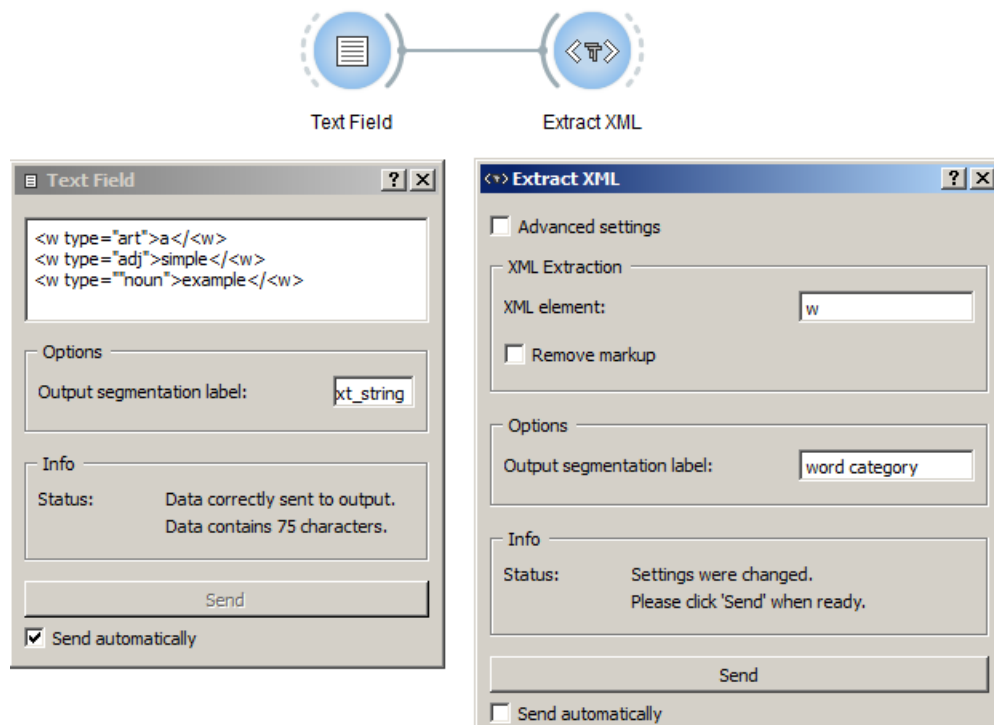 Text Field
Extract XML
Text Field
<w type="art">a</<w>
<w type="adj">simple</<w>
<w type=""noun">example</<w>
Options
Output segmentation label: xt_string
Info
Status: Data correctly sent to output.
Data contains 75 characters.
Send
Send automatically
Extract XML
Advanced settings
XML Extraction
XML element: w
Remove markup
Options
Output segmentation label: word category
Info
Status: Settings were changed.
Please click 'Send' when ready.
Send
Send automatically